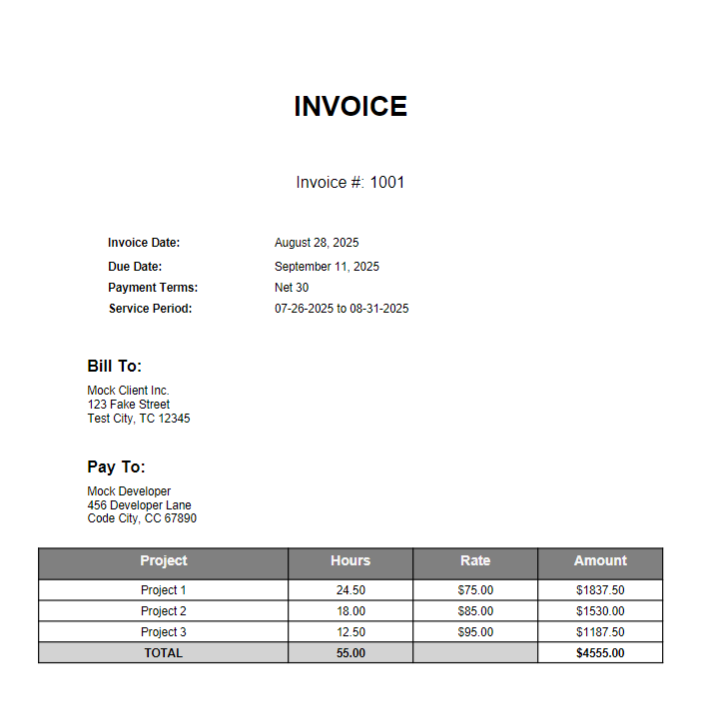 INVOICE
Invoice #: 1001
Invoice Date: August 28, 2025
Due Date: September 11, 2025
Payment Terms: Net 30
Service Period: 07-26-2025 to 08-31-2025
Bill To:
Mock Client Inc.
123 Fake Street
Test City, TC 12345
Pay To:
Mock Developer
456 Developer Lane
Code City, CC 67890
Project Hours Rate Amount
Project 1 24.50 $75.00 $1837.50
Project 2 18.00 $85.00 $1530.00
Project 3 12.50 $95.00 $1187.50
TOTAL 55.00 $4555.00